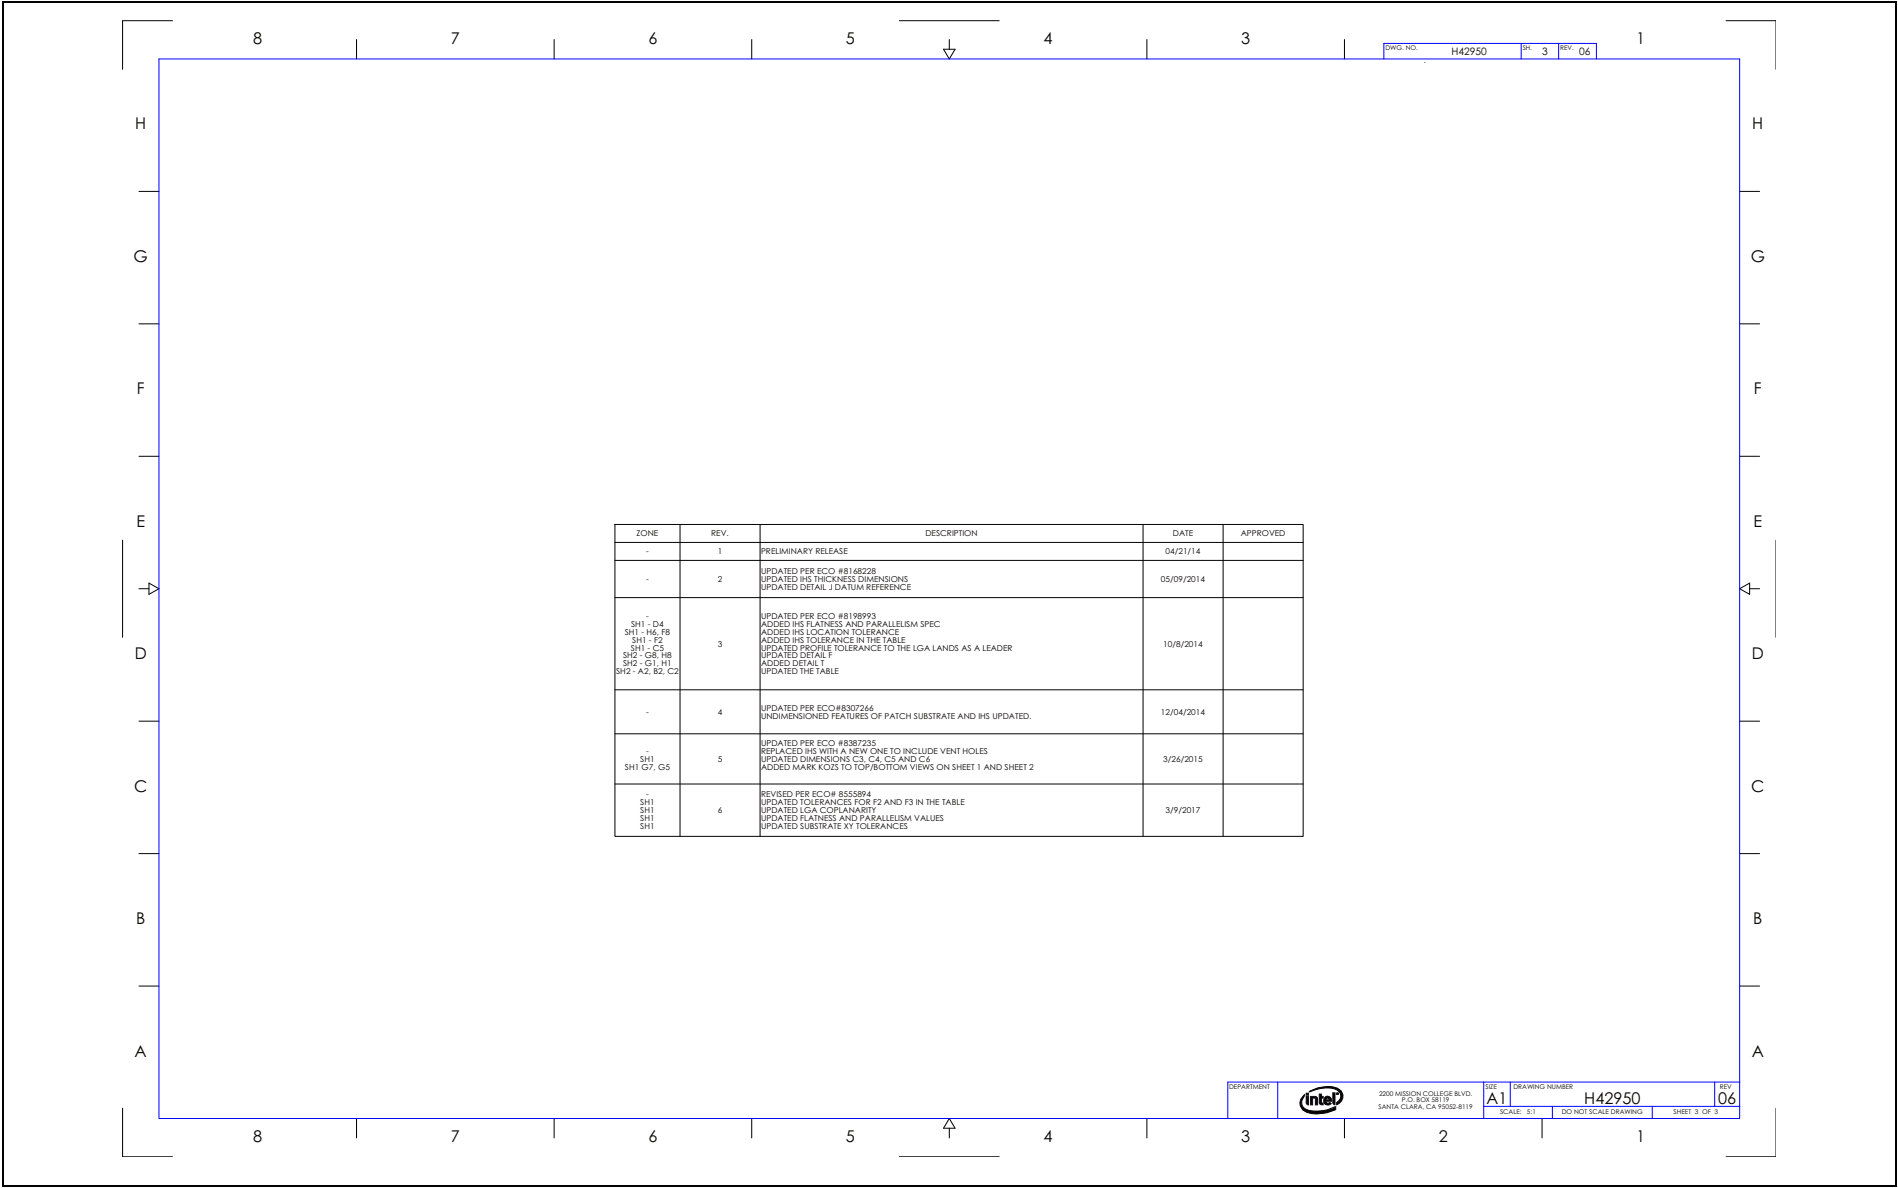 8 7 6 5 4 3 1
DWG. NO. H42950 SH. 3 REV. 06
H H
G G
F F
E E
D D
C C
B B
A A
ZONE REV. DESCRIPTION DATE APPROVED
- 1 PRELIMINARY RELEASE 04/21/14
UPDATED PER ECO #8168228
- 2 UPDATED IHS THICKNESS DIMENSIONS 05/09/2014
UPDATED DETAIL J DATUM REFERENCE
- UPDATED PER ECO #8198993
SH1 - D4 ADDED IHS FLATNESS AND PARALLELISM SPEC
SH1 - H6, F8 ADDED IHS LOCATION TOLERANCE
SH1 - F2 3 ADDED IHS TOLERANCE IN THE TABLE 10/8/2014
SH1 - C5 UPDATED PROFILE TOLERANCE TO THE LGA LANDS AS A LEADER
SH2 - G8, H8 UPDATED DETAIL F
SH2 - G1, H1 ADDED DETAIL T
SH2 - A2, B2, C2 UPDATED THE TABLE
- 4 UPDATED PER ECO#8307266 12/04/2014
UNDIMENSIONED FEATURES OF PATCH SUBSTRATE AND IHS UPDATED.
UPDATED PER ECO #8387235
- REPLACED IHS WITH A NEW ONE TO INCLUDE VENT HOLES
SH1 5 UPDATED DIMENSIONS C3, C4, C5 AND C6 3/26/2015
SH1 G7, G5 ADDED MARK KOZS TO TOP/BOTTOM VIEWS ON SHEET 1 AND SHEET 2
- REVISED PER ECO# 8555894
SH1 UPDATED TOLERANCES FOR F2 AND F3 IN THE TABLE
SH1 6 UPDATED LGA COPLANARITY 3/9/2017
SH1 UPDATED FLATNESS AND PARALLELISM VALUES
SH1 UPDATED SUBSTRATE XY TOLERANCES
DEPARTMENT
intel
2200 MISSION COLLEGE BLVD.
P.O. BOX 58119
SANTA CLARA, CA 95052-8119
SIZE A1 DRAWING NUMBER H42950 REV 06
SCALE: 5:1 DO NOT SCALE DRAWING SHEET 3 OF 3
8 7 6 5 4 3 2 1